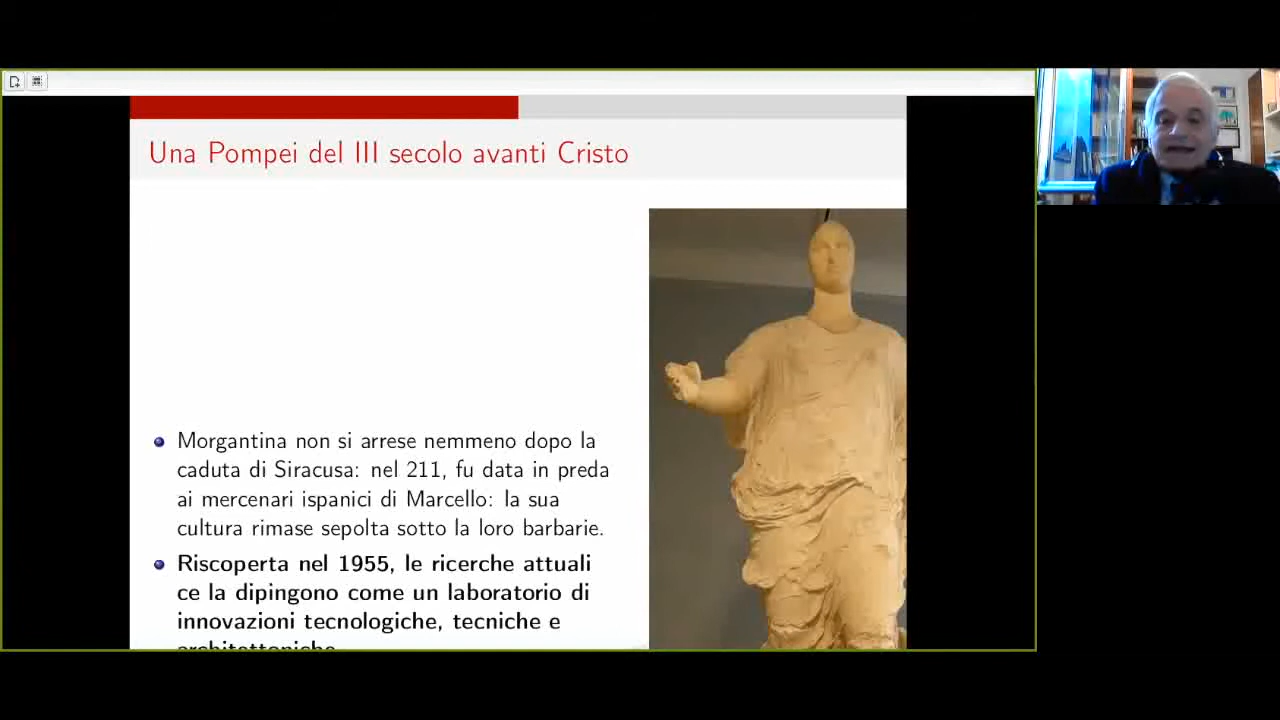 Una Pompei del III secolo avanti Cristo
Morgantina non si arrese nemmeno dopo la
caduta di Siracusa: nel 211, fu data in preda
ai mercenari ispanici di Marcello: la sua
cultura rimase sepolta sotto la loro barbarie.
Riscoperta nel 1955, le ricerche attuali
ce la dipingono come un laboratorio di
innovazioni tecnologiche, tecniche e
architettoniche